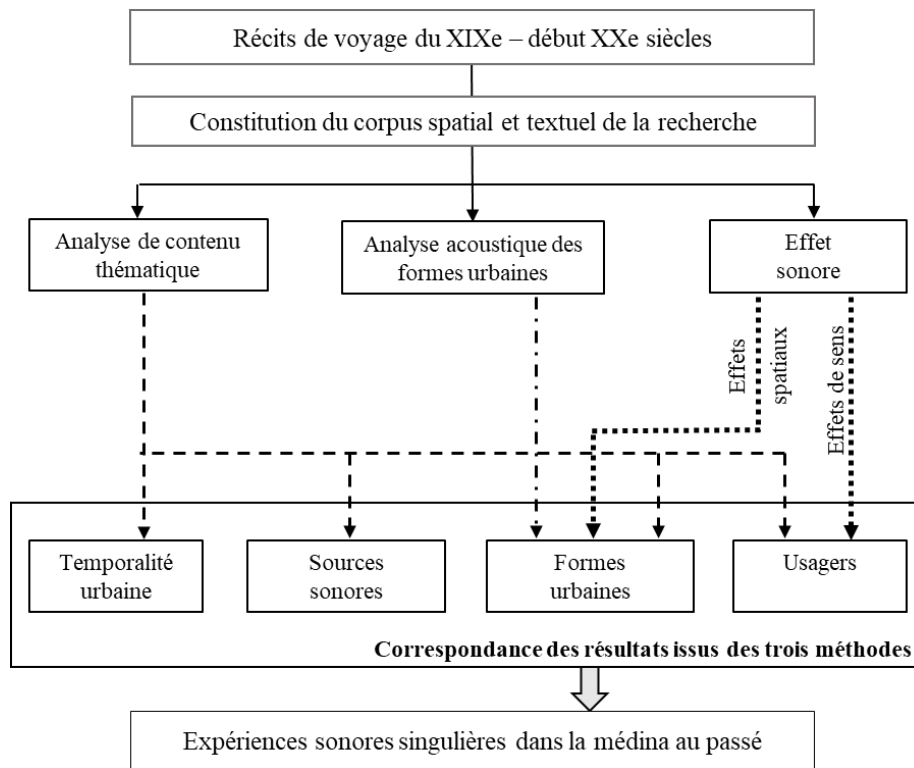 Récits de voyage du XIXe – début XXe siècles
Constitution du corpus spatial et textuel de la recherche
Analyse de contenu
thématique
Analyse acoustique des
formes urbaines
Effet
sonore
Effets
spatiaux
Effets de sens
Temporalité
urbaine
Sources
sonores
Formes
urbaines
Usagers
Correspondance des résultats issus des trois méthodes
Expériences sonores singulières dans la médina au passé